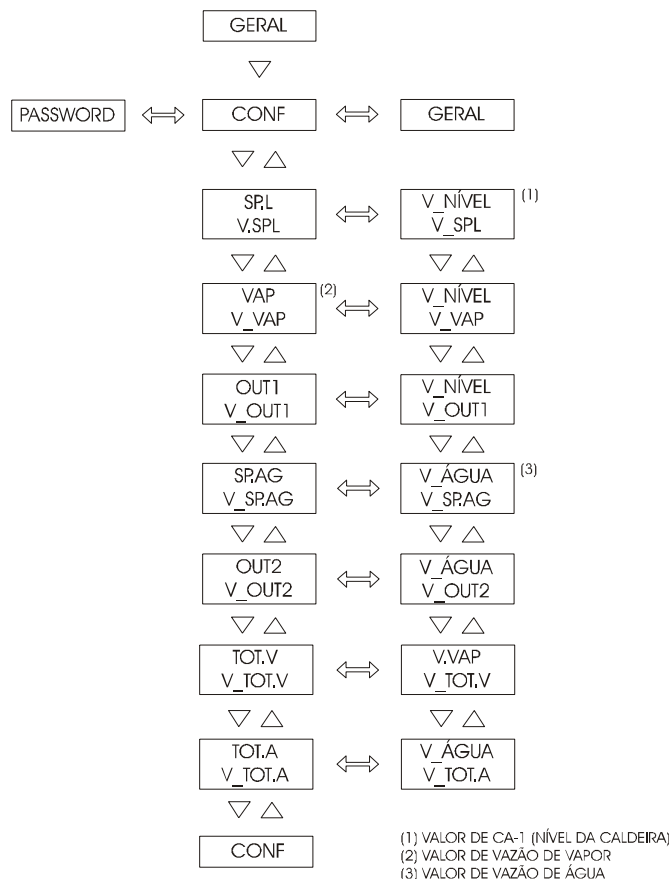 GERAL
PASSWORD CONF GERAL
SP.L V_NÍVEL (1)
V.SPL V_SPL
VAP (2) V_NÍVEL
V_VAP V_VAP
OUT1 V_NÍVEL
V_OUT1 V_OUT1
SP.AG V_ÁGUA (3)
V_SP.AG V_SP.AG
OUT2 V_ÁGUA
V_OUT2 V_OUT2
TOT.V V.VAP
V_TOT.V V_TOT.V
TOT.A V_ÁGUA
V_TOT.A V_TOT.A
CONF
(1) VALOR DE CA-1 (NÍVEL DA CALDEIRA)
(2) VALOR DE VAZÃO DE VAPOR
(3) VALOR DE VAZÃO DE ÁGUA